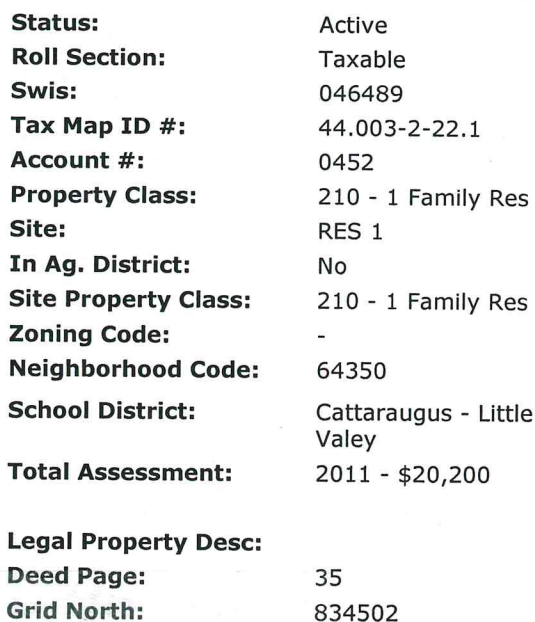 Status: Active
Roll Section: Taxable
Swis: 046489
Tax Map ID #: 44.003-2-22.1
Account #: 0452
Property Class: 210 - 1 Family Res
Site: RES 1
In Ag. District: No
Site Property Class: 210 - 1 Family Res
Zoning Code: -
Neighborhood Code: 64350
School District: Cattaraugus - Little
Valey
Total Assessment: 2011 - $20,200
Legal Property Desc:
Deed Page: 35
Grid North: 834502